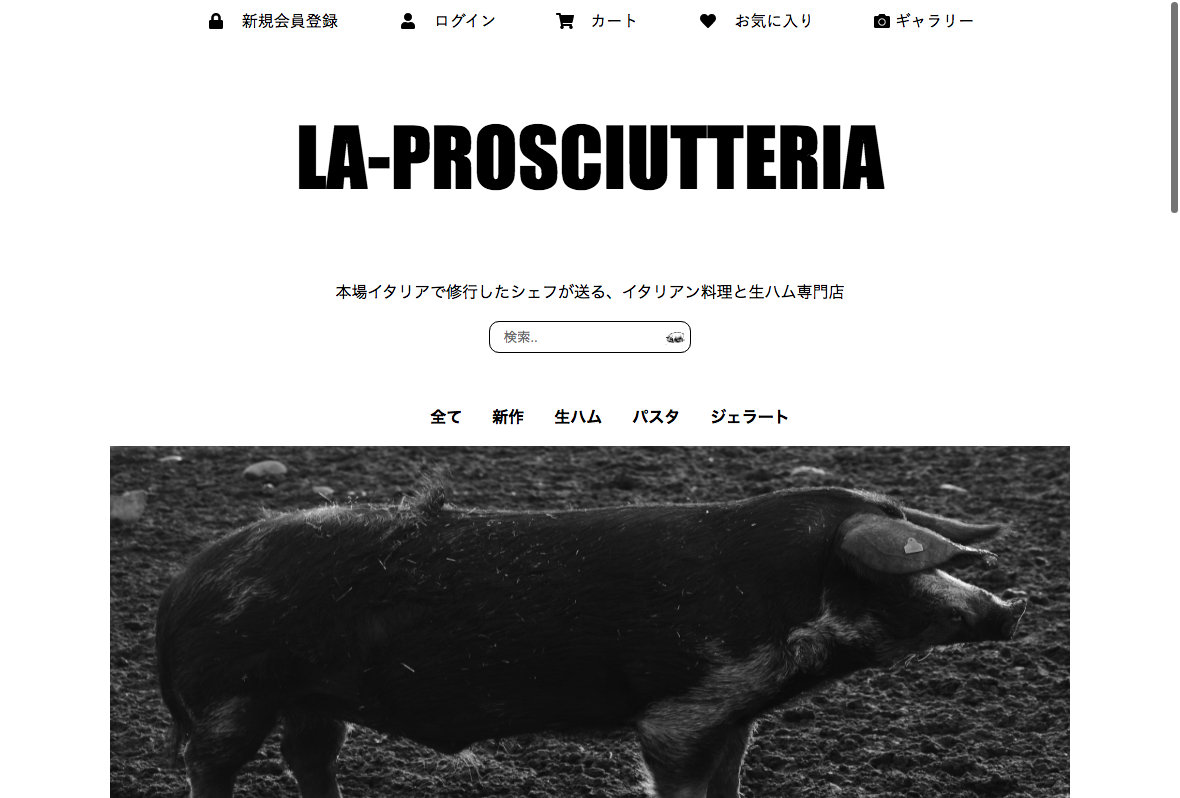 新規会員登録 ログイン カート お気に入り ギャラリー
LA-PROSCIUTTERIA
本場イタリアで修行したシェフが送る、イタリアン料理と生ハム専門店
検索..
全て 新作 生ハム パスタ ジェラート